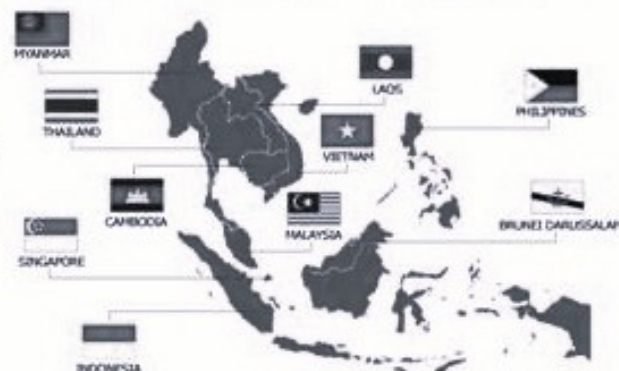 MYANMAR
LAOS
PHILIPPINES
THAILAND
VIETNAM
CAMBODIA
MALAYSIA
BRUNEI DARUSSALAM
SINGAPORE
INDONESIA